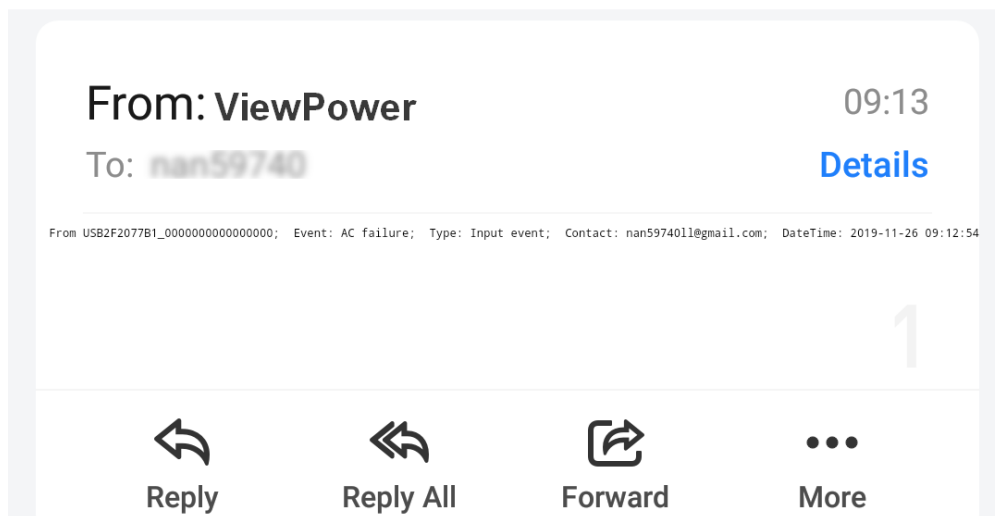 From: ViewPower
09:13
To: nan59740
Details
From USB2F2077B1_0000000000000000; Event: AC failure; Type: Input event; Contact: nan59740ll@gmail.com; DateTime: 2019-11-26 09:12:54
1
Reply
Reply All
Forward
More